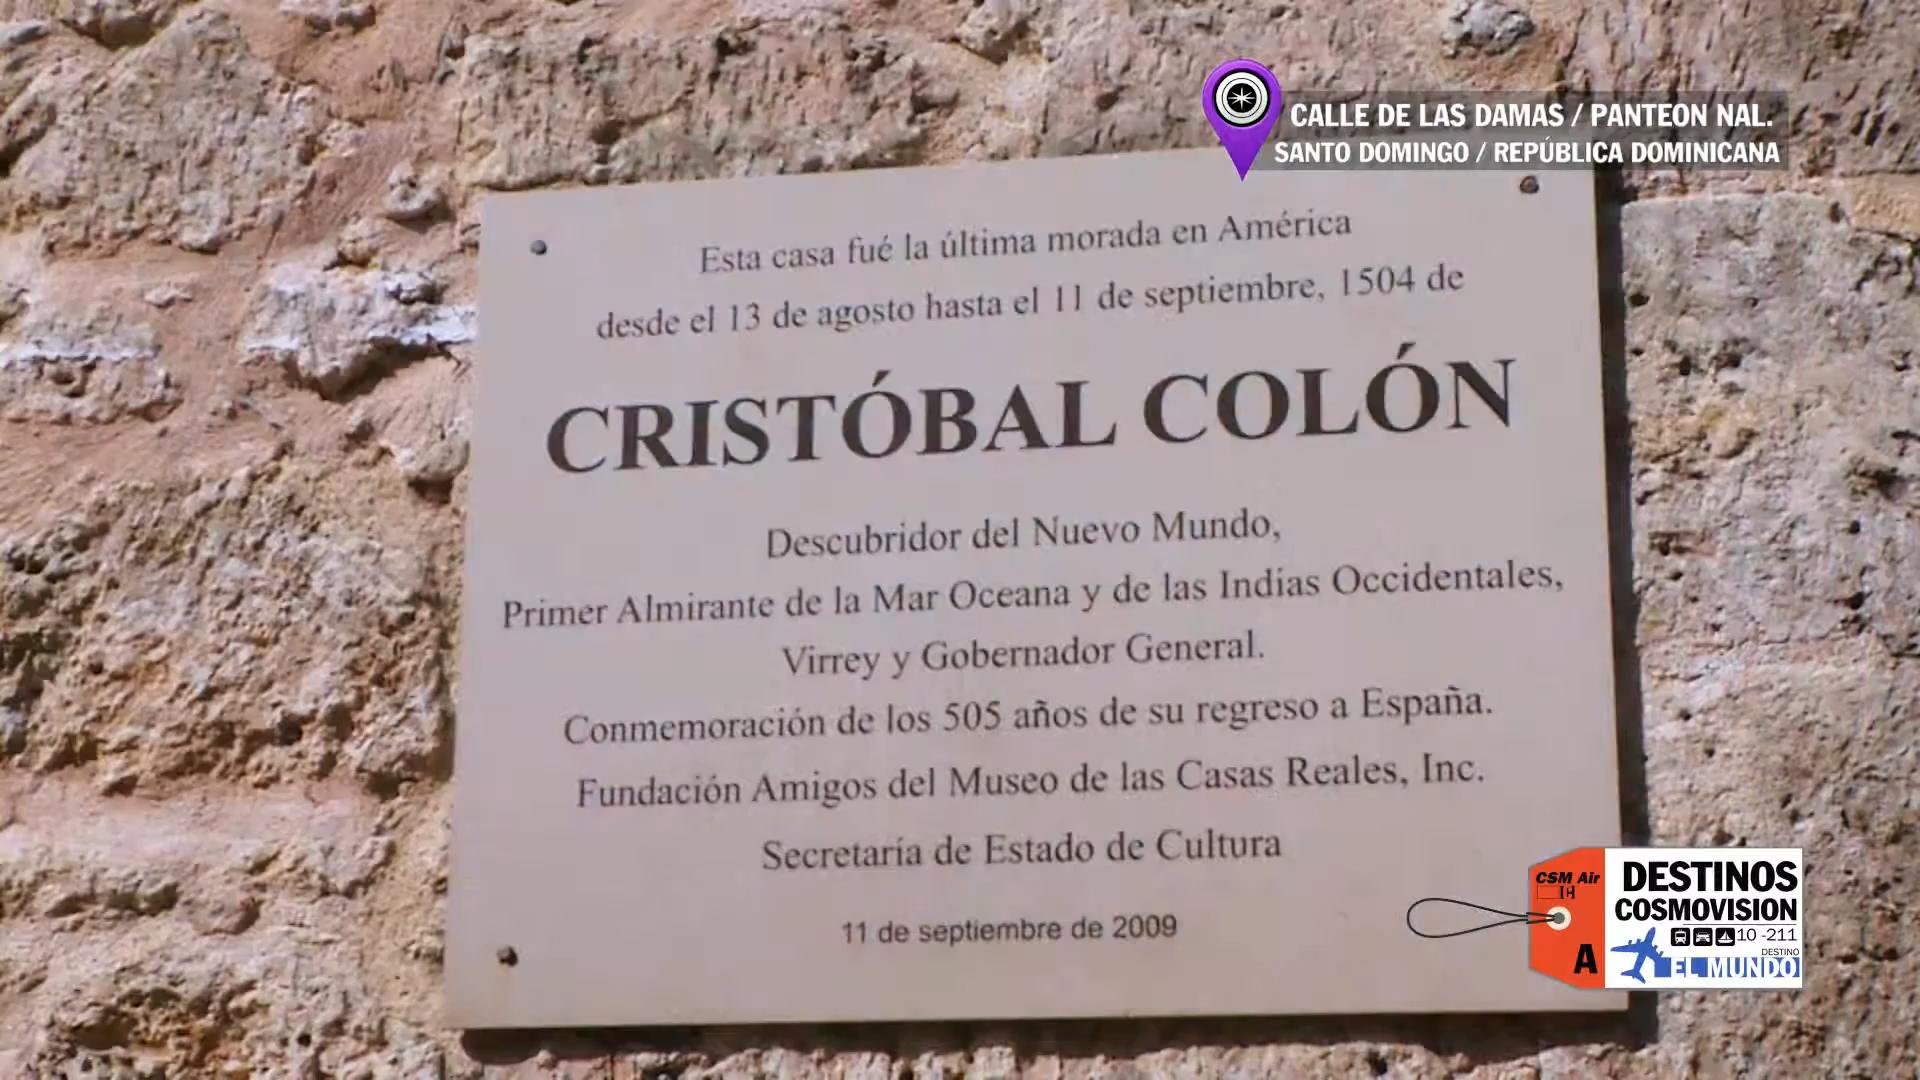 CALLE DE LAS DAMAS / PANTEON NAL.
SANTO DOMINGO / REPÚBLICA DOMINICANA
Esta casa fué la última morada en América
desde el 13 de agosto hasta el 11 de septiembre, 1504 de
CRISTÓBAL COLÓN
Descubridor del Nuevo Mundo,
Primer Almirante de la Mar Oceana y de las Indias Occidentales,
Virrey y Gobernador General.
Conmemoración de los 505 años de su regreso a España.
Fundación Amigos del Museo de las Casas Reales, Inc.
Secretaría de Estado de Cultura
11 de septiembre de 2009
CSM Air
A
DESTINOS
COSMOVISION
10 -211
DESTINO
EL MUNDO